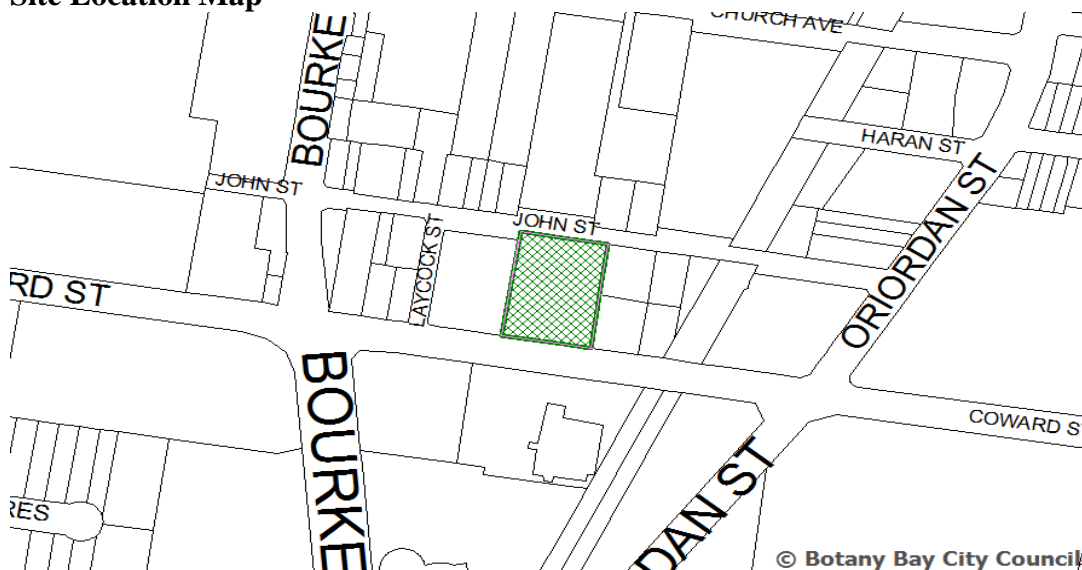 Site Location Map
CHURCH AVE
BOURKE
HARAN ST
JOHN ST
JOHN ST
LAYCOCK ST
ORIORDAN ST
RD ST
BOURKE
COWARD ST
DAN ST
RES
© Botany Bay City Council